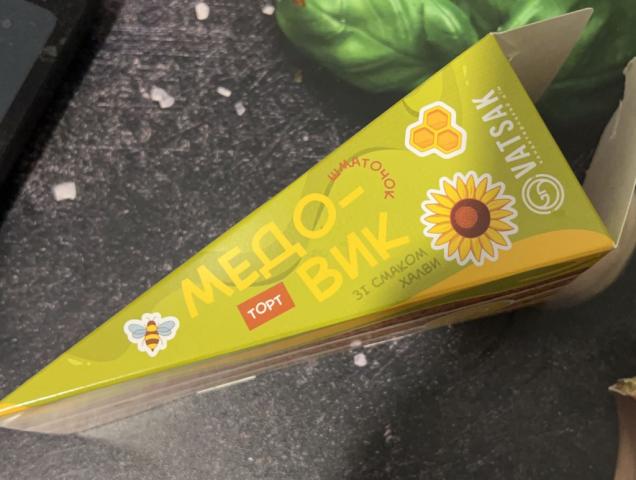 ШМАТОЧОК
МЕДО-
ВИК
ТОРТ
ЗІ СМАКОМ
ХАЛВИ
VATSAK